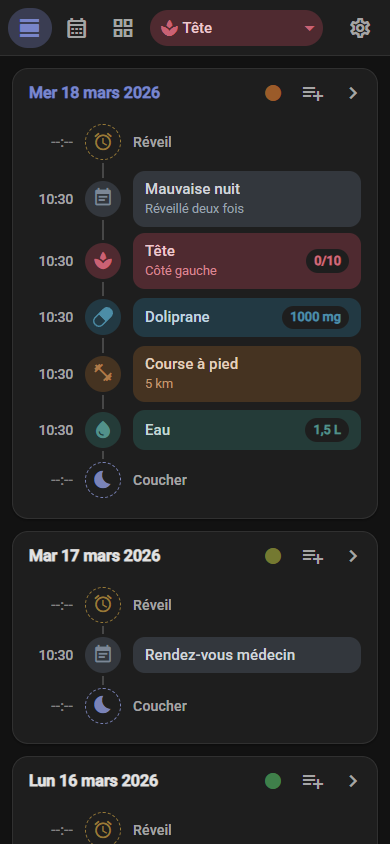 Tête
Mer 18 mars 2026
--:-- Réveil
10:30 Mauvaise nuit
Réveillé deux fois
10:30 Tête 0/10
Côté gauche
10:30 Doliprane 1000 mg
10:30 Course à pied
5 km
10:30 Eau 1,5 L
--:-- Coucher
Mar 17 mars 2026
--:-- Réveil
10:30 Rendez-vous médecin
--:-- Coucher
Lun 16 mars 2026
--:-- Réveil